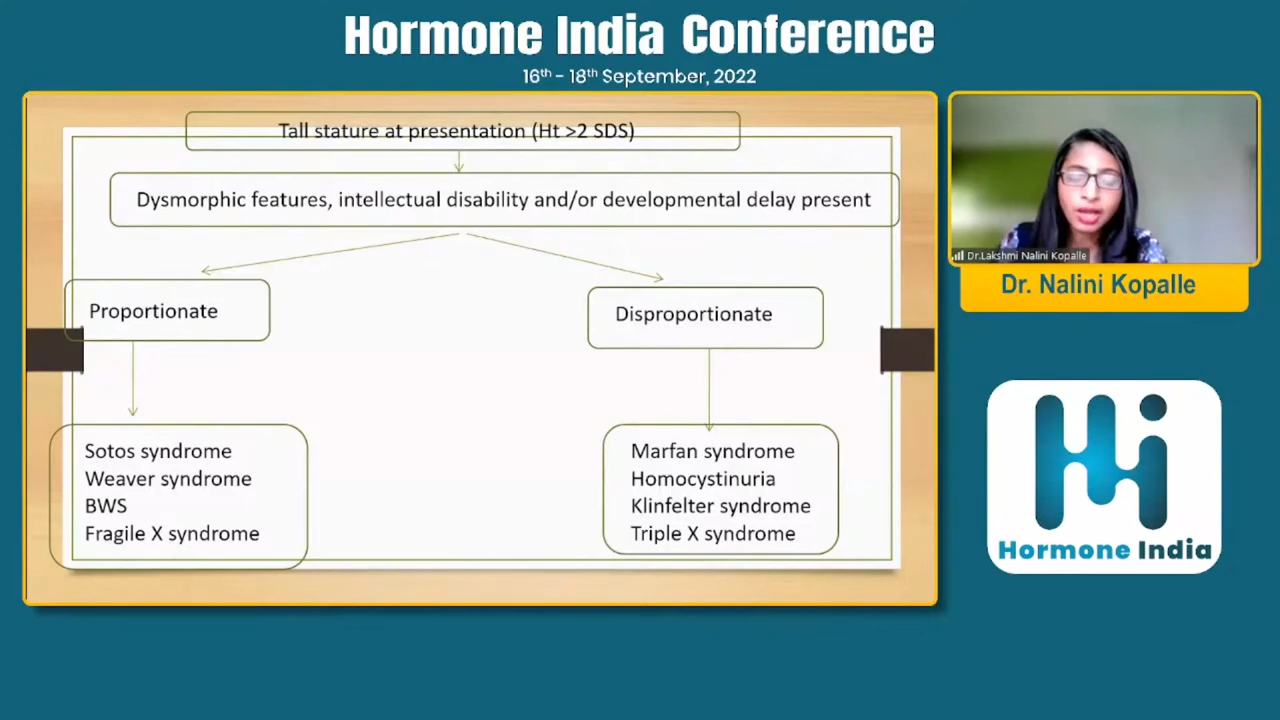 Hormone India Conference
16th - 18th September, 2022
Tall stature at presentation (Ht >2 SDS)
Dysmorphic features, intellectual disability and/or developmental delay present
Proportionate
Disproportionate
Sotos syndrome
Weaver syndrome
BWS
Fragile X syndrome
Marfan syndrome
Homocystinuria
Klinfelter syndrome
Triple X syndrome
Dr.Lakshmi Nalini Kopalle
Dr. Nalini Kopalle
Hi
Hormone India